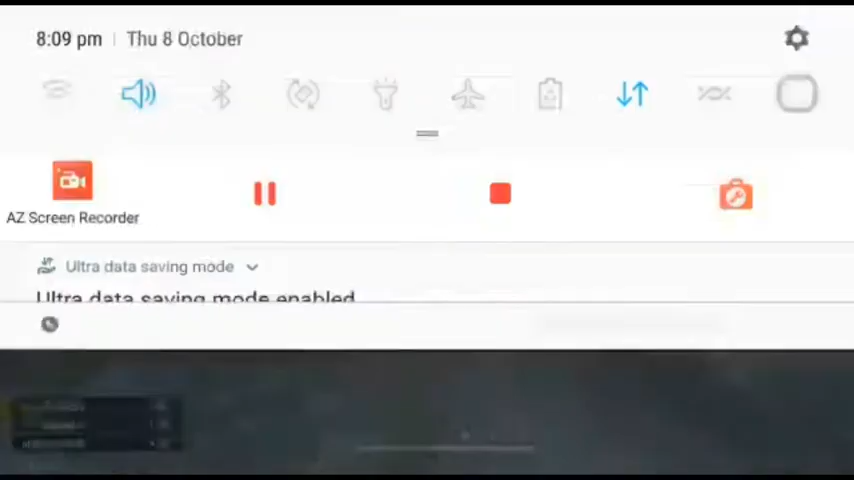 8:09 pm | Thu 8 October
AZ Screen Recorder
Ultra data saving mode
Ultra data saving mode enabled